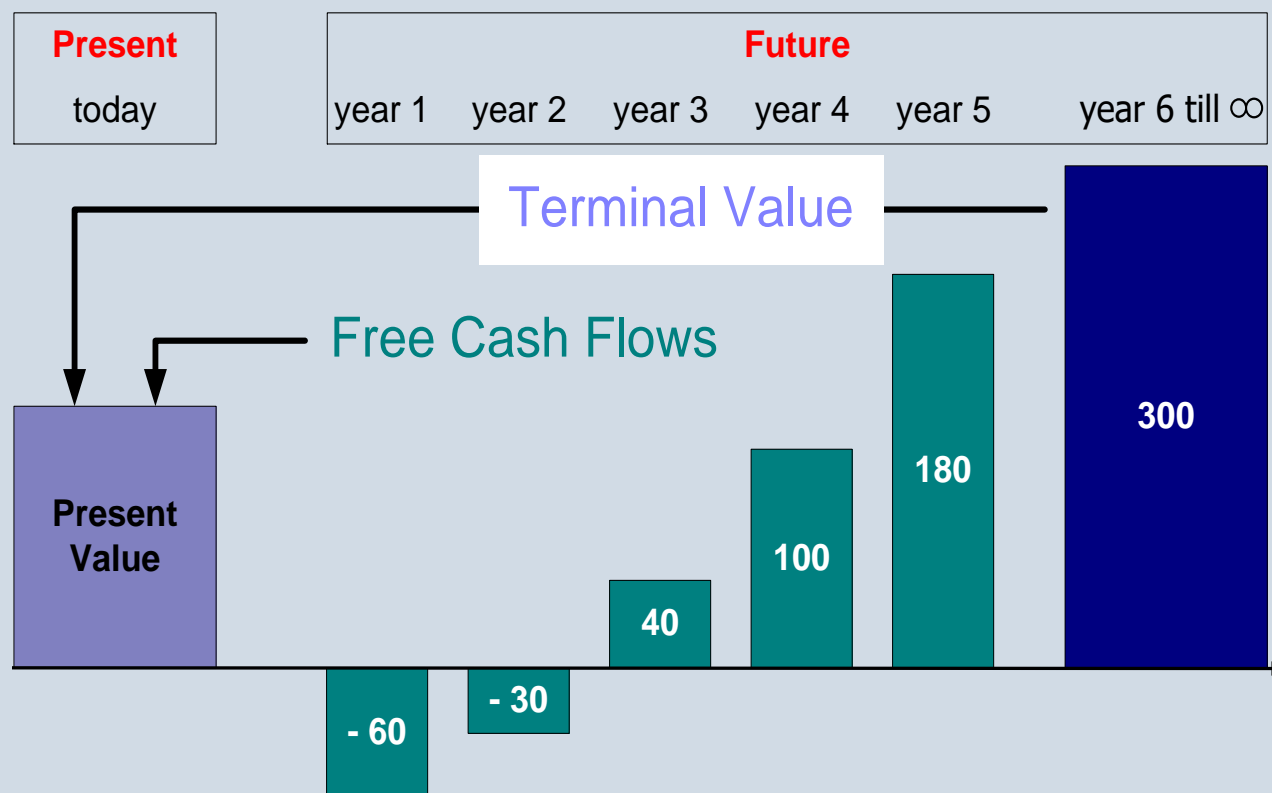 Present
today
Future
year 1 year 2 year 3 year 4 year 5 year 6 till ∞
Terminal Value
Free Cash Flows
Present
Value
- 60
- 30
40
100
180
300